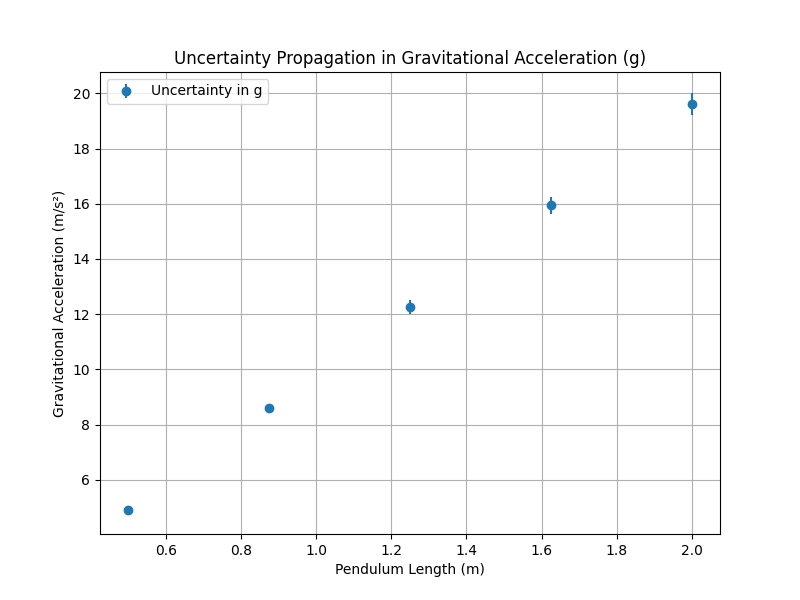 Uncertainty Propagation in Gravitational Acceleration (g)
Uncertainty in g
Gravitational Acceleration (m/s²)
20
18
16
14
12
10
8
6
0.6 0.8 1.0 1.2 1.4 1.6 1.8 2.0
Pendulum Length (m)